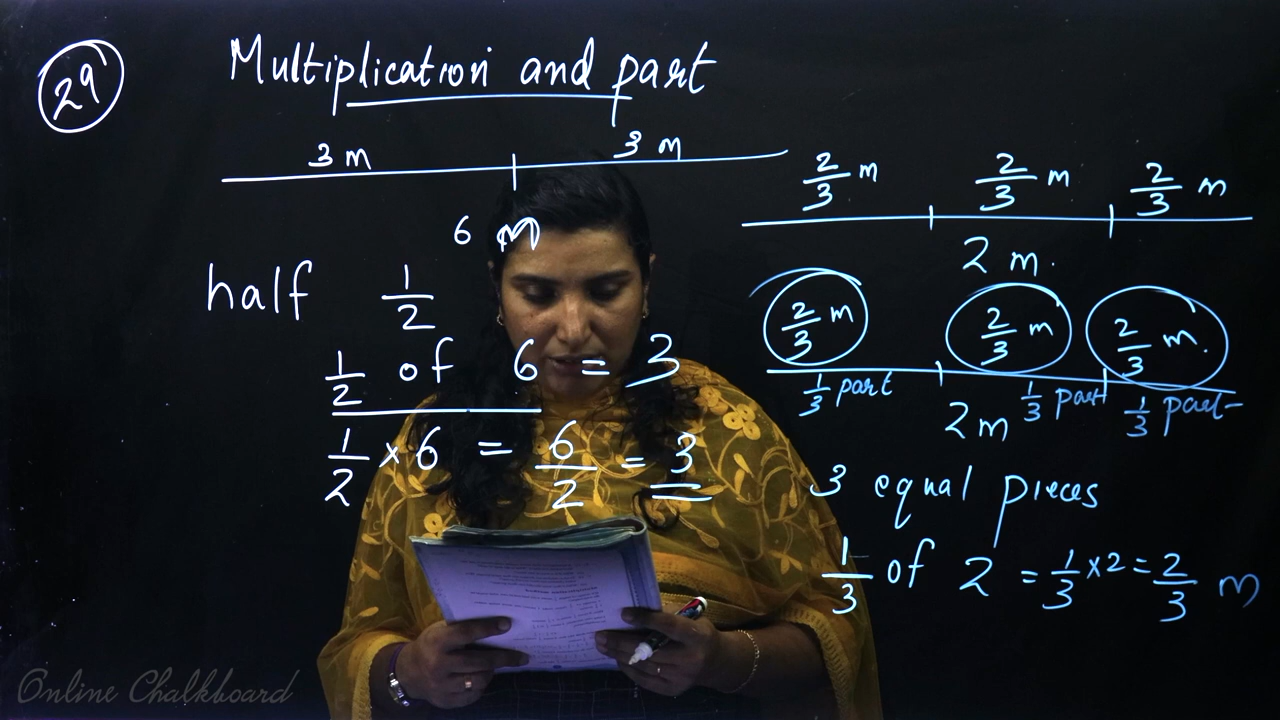 29
Multiplication and part
3 m 3 m
6 m
half 1/2
1/2 of 6 = 3
1/2 × 6 = 6/2 = 3
2/3 m 2/3 m 2/3 m
2 m.
2/3 m 2/3 m 2/3 m.
1/3 part 1/3 part 1/3 part
2 m
3 equal pieces
1/3 of 2 = 1/3 × 2 = 2/3 m
Online Chalkboard